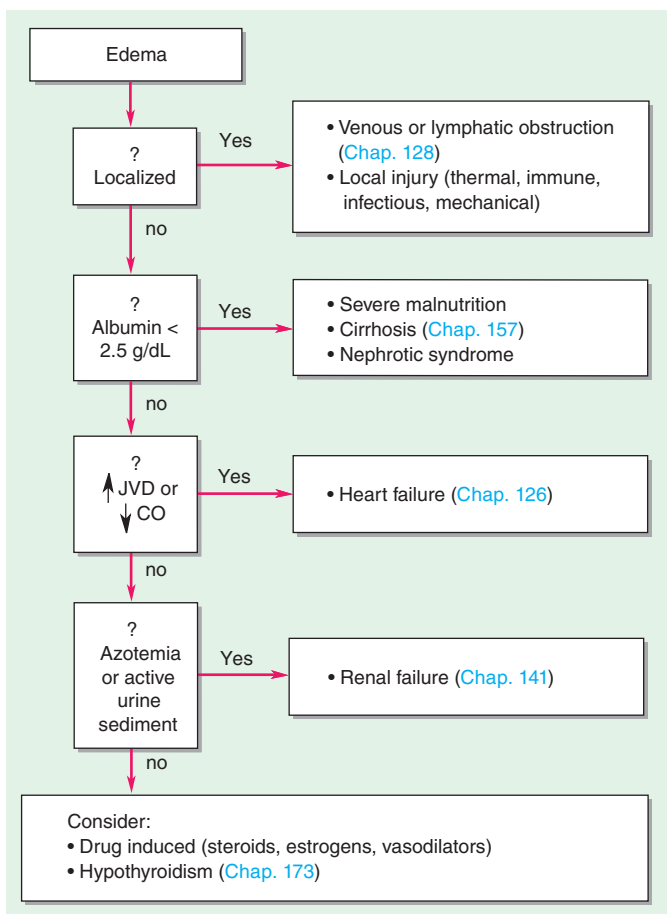 Edema
?
Localized
Yes
• Venous or lymphatic obstruction
(Chap. 128)
• Local injury (thermal, immune,
infectious, mechanical)
no
?
Albumin <
2.5 g/dL
Yes
• Severe malnutrition
• Cirrhosis (Chap. 157)
• Nephrotic syndrome
no
?
↑ JVD or
↓ CO
Yes
• Heart failure (Chap. 126)
no
?
Azotemia
or active
urine
sediment
Yes
• Renal failure (Chap. 141)
no
Consider:
• Drug induced (steroids, estrogens, vasodilators)
• Hypothyroidism (Chap. 173)